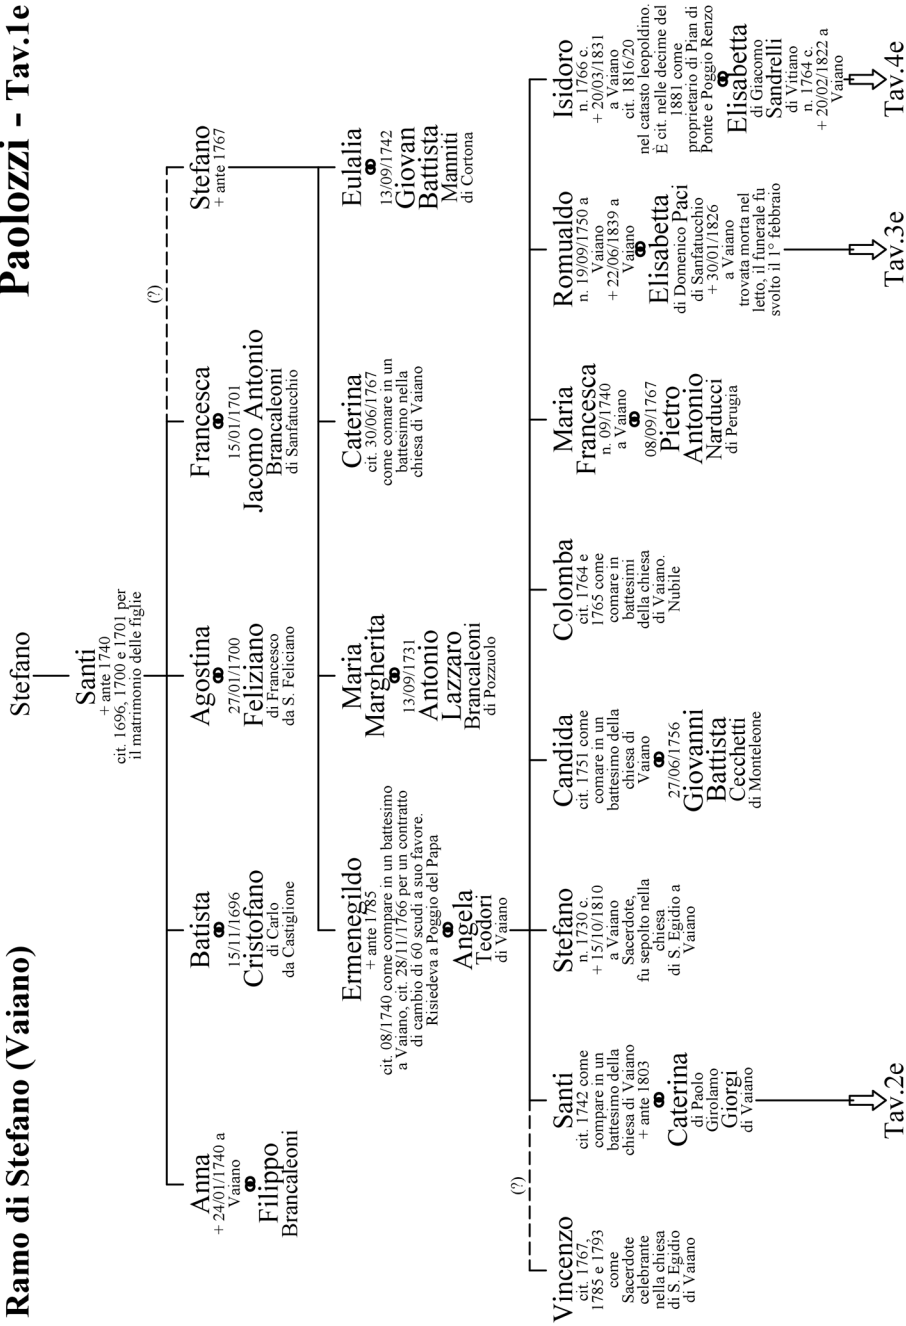 Ramo di Stefano (Vaiano)
Paolozzi - Tav.1e
Stefano
Santi
+ ante 1740
cit. 1696, 1700 e 1701 per
il matrimonio delle figlie
(?)
Anna
+ 24/01/1740 a
Vaiano
Filippo
Brancaleoni
Batista
15/11/1696
Cristofano
di Carlo
da Castiglione
Agostina
27/01/1700
Feliziano
di Francesco
da S. Feliciano
Francesca
15/01/1701
Jacomo Antonio
Brancaleoni
di Sanfatucchio
Stefano
+ ante 1767
Ermenegildo
+ ante 1785
cit. 08/1740 come compare in un battesimo
a Vaiano, cit. 28/11/1766 per un contratto
di cambio di 60 scudi a suo favore.
Risiedeva a Poggio del Papa
Angela
Teodori
di Vaiano
Maria
Margherita
13/09/1731
Antonio
Lazzaro
Brancaleoni
di Pozzuolo
Caterina
cit. 30/06/1767
come comare in un
battesimo nella
chiesa di Vaiano
Eulalia
13/09/1742
Giovan
Battista
Manniti
di Cortona
(?)
Vincenzo
cit. 1767,
1785 e 1793
come
Sacerdote
celebrante
nella chiesa
di S. Egidio
di Vaiano
Santi
cit. 1742 come
compare in un
battesimo della
chiesa di Vaiano
+ ante 1803
Caterina
di Paolo
Girolamo
Giorgi
di Vaiano
Tav.2e
Stefano
n. 1730 c.
+ 15/10/1810
a Vaiano
Sacerdote,
fu sepolto nella
chiesa
di S. Egidio a
Vaiano
Candida
cit. 1751 come
comare in un
battesimo della
chiesa di
Vaiano
27/06/1756
Giovanni
Battista
Cecchetti
di Monteleone
Colomba
cit. 1764 e
1765 come
comare in
battesimi
della chiesa
di Vaiano.
Nubile
Maria
Francesca
n. 09/1740
a Vaiano
08/09/1767
Pietro
Antonio
Narducci
di Perugia
Romualdo
n. 19/09/1750 a
Vaiano
+ 22/06/1839 a
Vaiano
Elisabetta
di Domenico Paci
di Sanfatucchio
+ 30/01/1826
a Vaiano
trovata morta nel
letto, il funerale fu
svolto il 1° febbraio
Tav.3e
Isidoro
n. 1766 c.
+ 20/03/1831
a Vaiano
cit. 1816/20
nel catasto leopoldino.
È cit. nelle decime del
1881 come
proprietario di Pian di
Ponte e Poggio Renzo
Elisabetta
di Giacomo
Sandrelli
di Vitiano
n. 1764 c.
+ 20/02/1822 a
Vaiano
Tav.4e